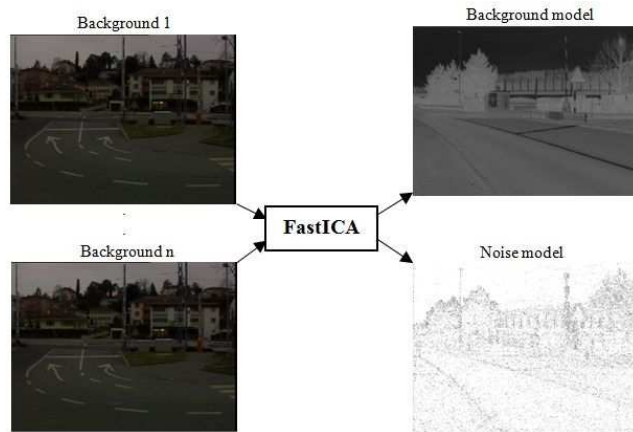 Background 1
Background model
FastICA
Background n
Noise model